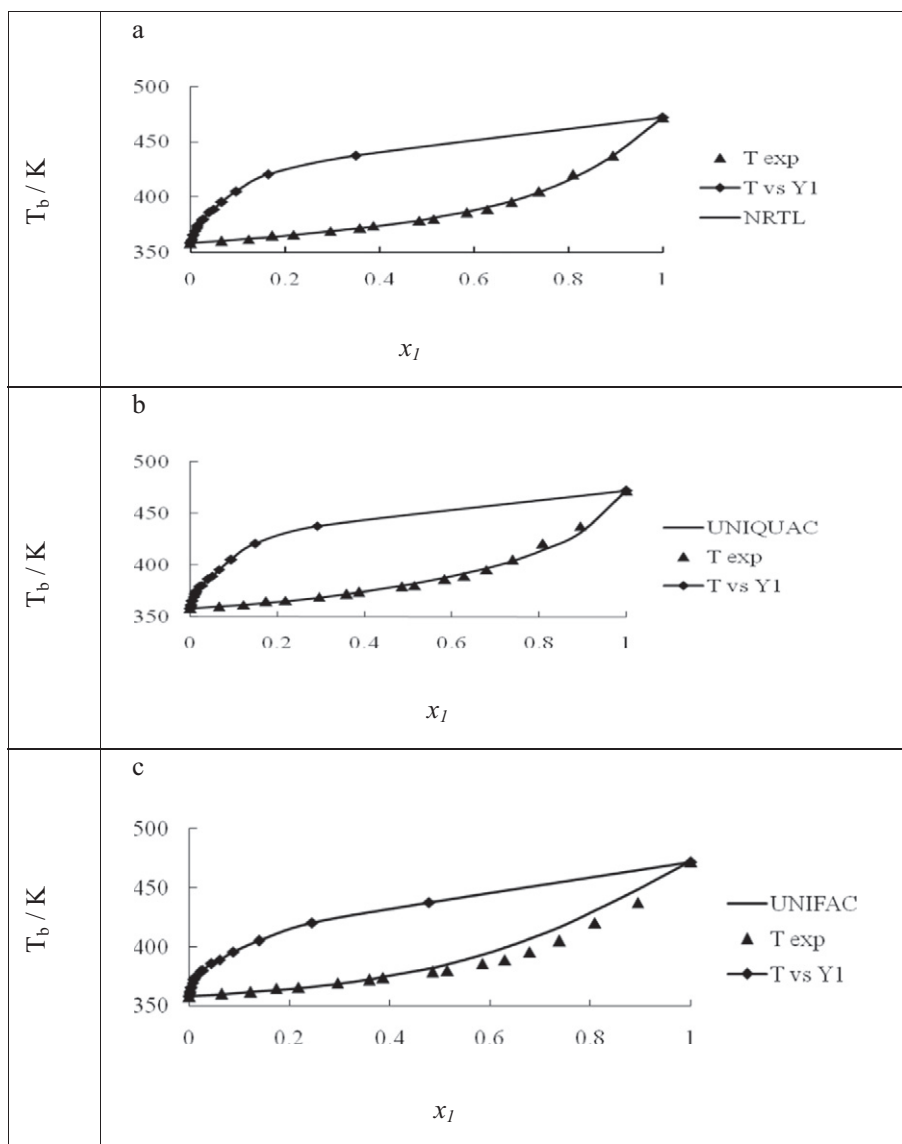 a
T_b / K
500
450
400
350
0 0.2 0.4 0.6 0.8 1
T exp
T vs Y1
NRTL
x_1
b
T_b / K
500
450
400
350
0 0.2 0.4 0.6 0.8 1
UNIQUAC
T exp
T vs Y1
x_1
c
T_b / K
500
450
400
350
0 0.2 0.4 0.6 0.8 1
UNIFAC
T exp
T vs Y1
x_1